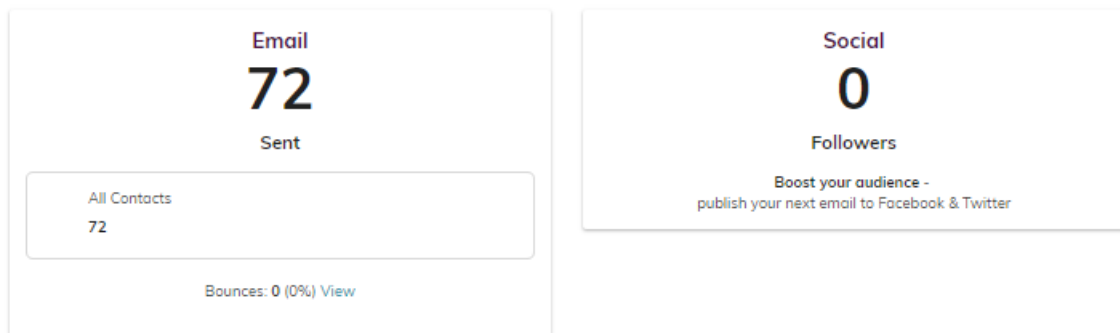 Email
72
Sent
All Contacts
72
Bounces: 0 (0%) View
Social
0
Followers
Boost your audience -
publish your next email to Facebook & Twitter